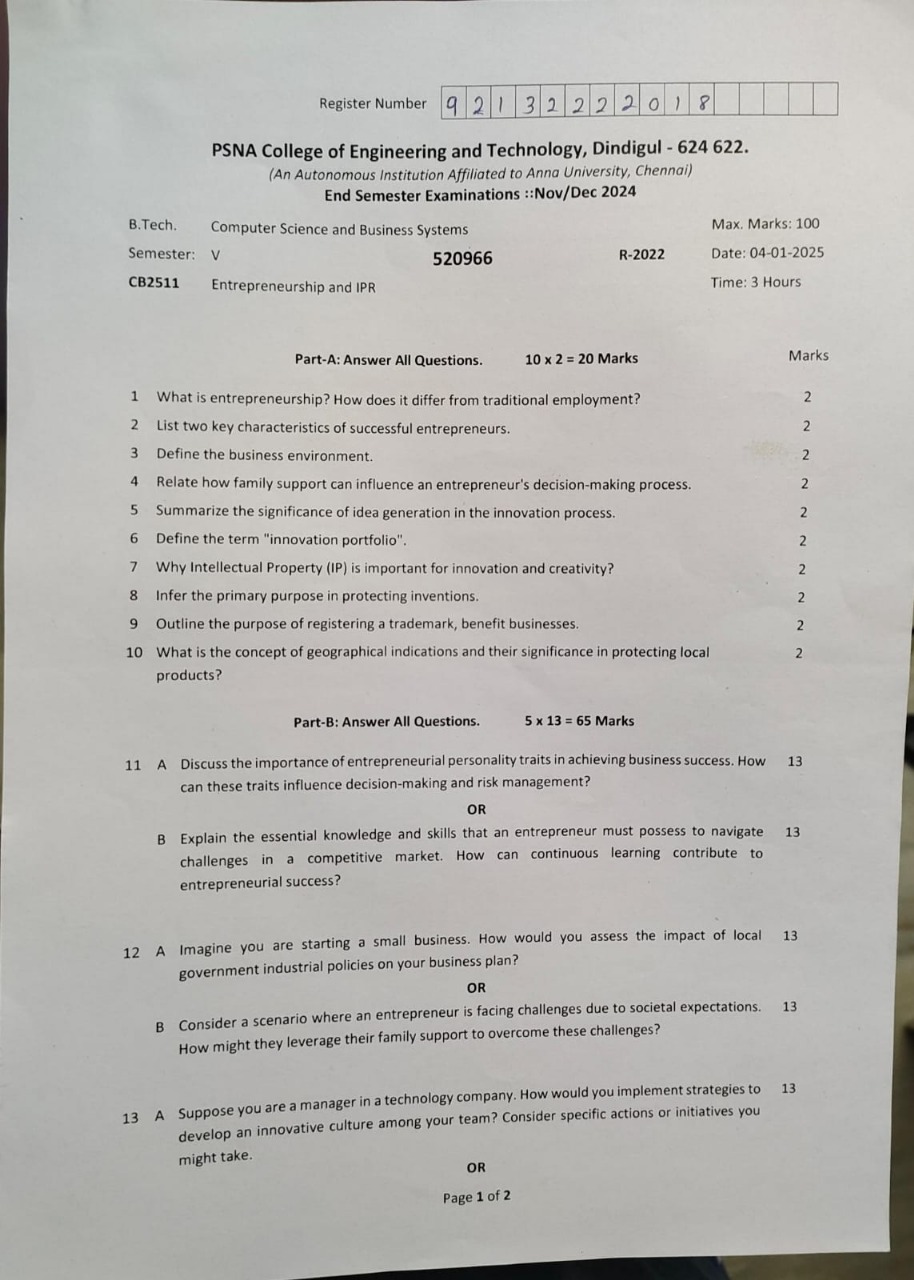 Register Number 921322222018
PSNA College of Engineering and Technology, Dindigul - 624 622.
(An Autonomous Institution Affiliated to Anna University, Chennai)
End Semester Examinations ::Nov/Dec 2024
B.Tech. Computer Science and Business Systems Max. Marks: 100
Semester: V 520966 R-2022 Date: 04-01-2025
CB2511 Entrepreneurship and IPR Time: 3 Hours
Part-A: Answer All Questions. 10 x 2 = 20 Marks Marks
1 What is entrepreneurship? How does it differ from traditional employment? 2
2 List two key characteristics of successful entrepreneurs. 2
3 Define the business environment. 2
4 Relate how family support can influence an entrepreneur's decision-making process. 2
5 Summarize the significance of idea generation in the innovation process. 2
6 Define the term "innovation portfolio". 2
7 Why Intellectual Property (IP) is important for innovation and creativity? 2
8 Infer the primary purpose in protecting inventions. 2
9 Outline the purpose of registering a trademark, benefit businesses. 2
10 What is the concept of geographical indications and their significance in protecting local 2
products?
Part-B: Answer All Questions. 5 x 13 = 65 Marks
11 A Discuss the importance of entrepreneurial personality traits in achieving business success. How 13
can these traits influence decision-making and risk management?
OR
B Explain the essential knowledge and skills that an entrepreneur must possess to navigate 13
challenges in a competitive market. How can continuous learning contribute to
entrepreneurial success?
12 A Imagine you are starting a small business. How would you assess the impact of local 13
government industrial policies on your business plan?
OR
B Consider a scenario where an entrepreneur is facing challenges due to societal expectations. 13
How might they leverage their family support to overcome these challenges?
13 A Suppose you are a manager in a technology company. How would you implement strategies to 13
develop an innovative culture among your team? Consider specific actions or initiatives you
might take.
OR
Page 1 of 2